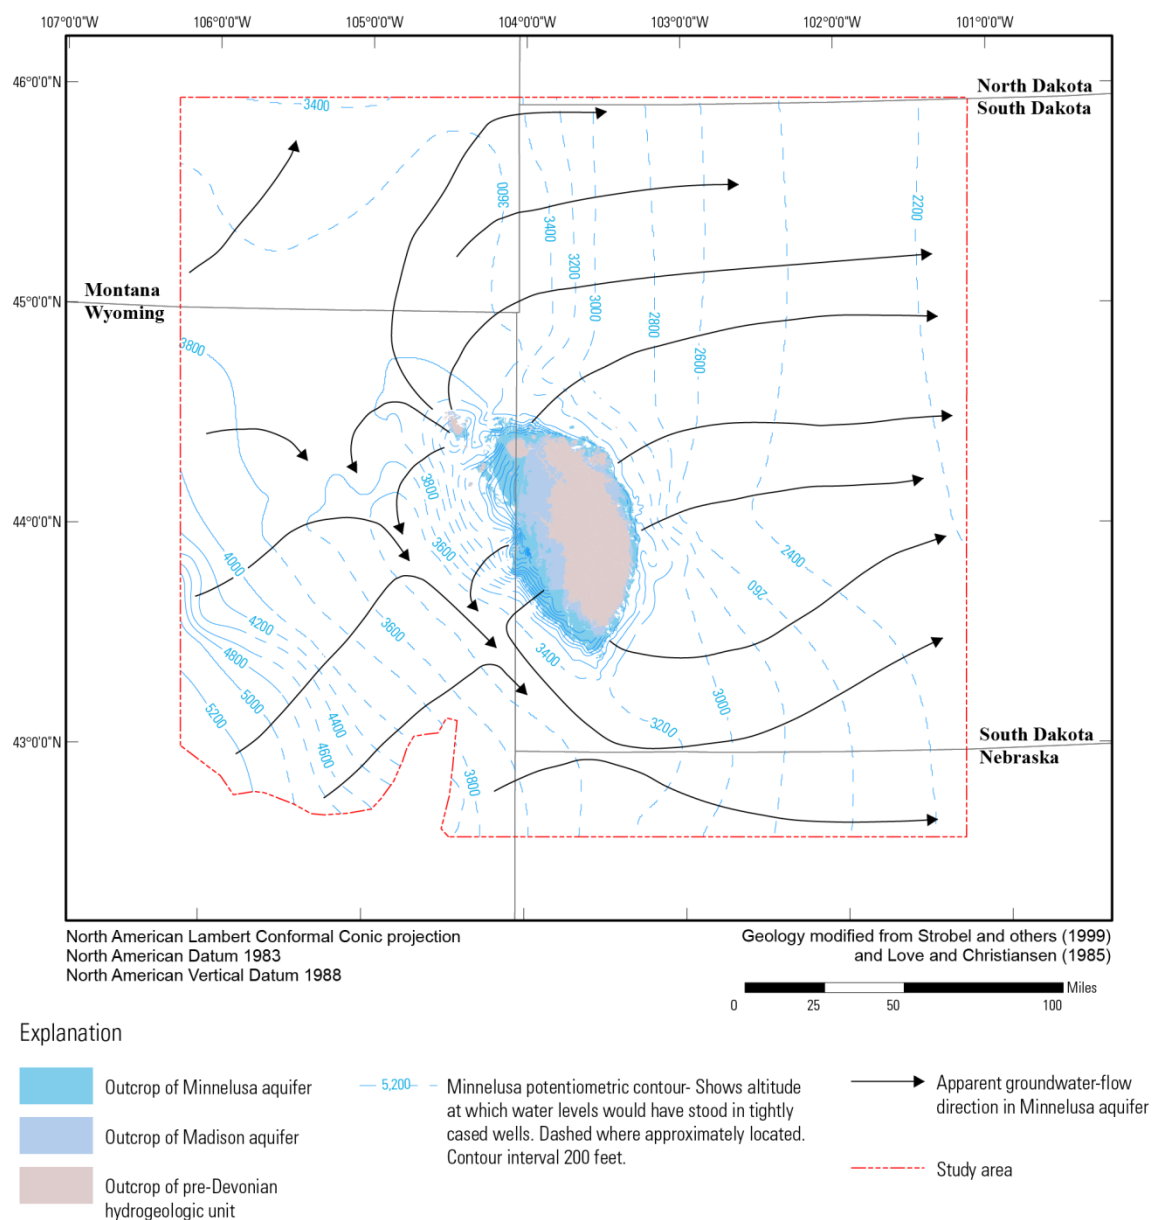 107°0'0"W 106°0'0"W 105°0'0"W 104°0'0"W 103°0'0"W 102°0'0"W 101°0'0"W
46°0'0"N
North Dakota
South Dakota
3400
3600
3400
2200
3200
3000
2800
2600
45°0'0"N
Montana
Wyoming
3800
3800
44°0'0"N
3600
4000
2400
260
4200
3600
3400
4800
5000
5200
4400
4600
3000
3200
43°0'0"N
South Dakota
Nebraska
3800
North American Lambert Conformal Conic projection
North American Datum 1983
North American Vertical Datum 1988
Geology modified from Strobel and others (1999)
and Love and Christiansen (1985)
Miles
0 25 50 100
Explanation
Outcrop of Minnelusa aquifer
Outcrop of Madison aquifer
Outcrop of pre-Devonian
hydrogeologic unit
5,200
Minnelusa potentiometric contour- Shows altitude
at which water levels would have stood in tightly
cased wells. Dashed where approximately located.
Contour interval 200 feet.
Apparent groundwater-flow
direction in Minnelusa aquifer
Study area